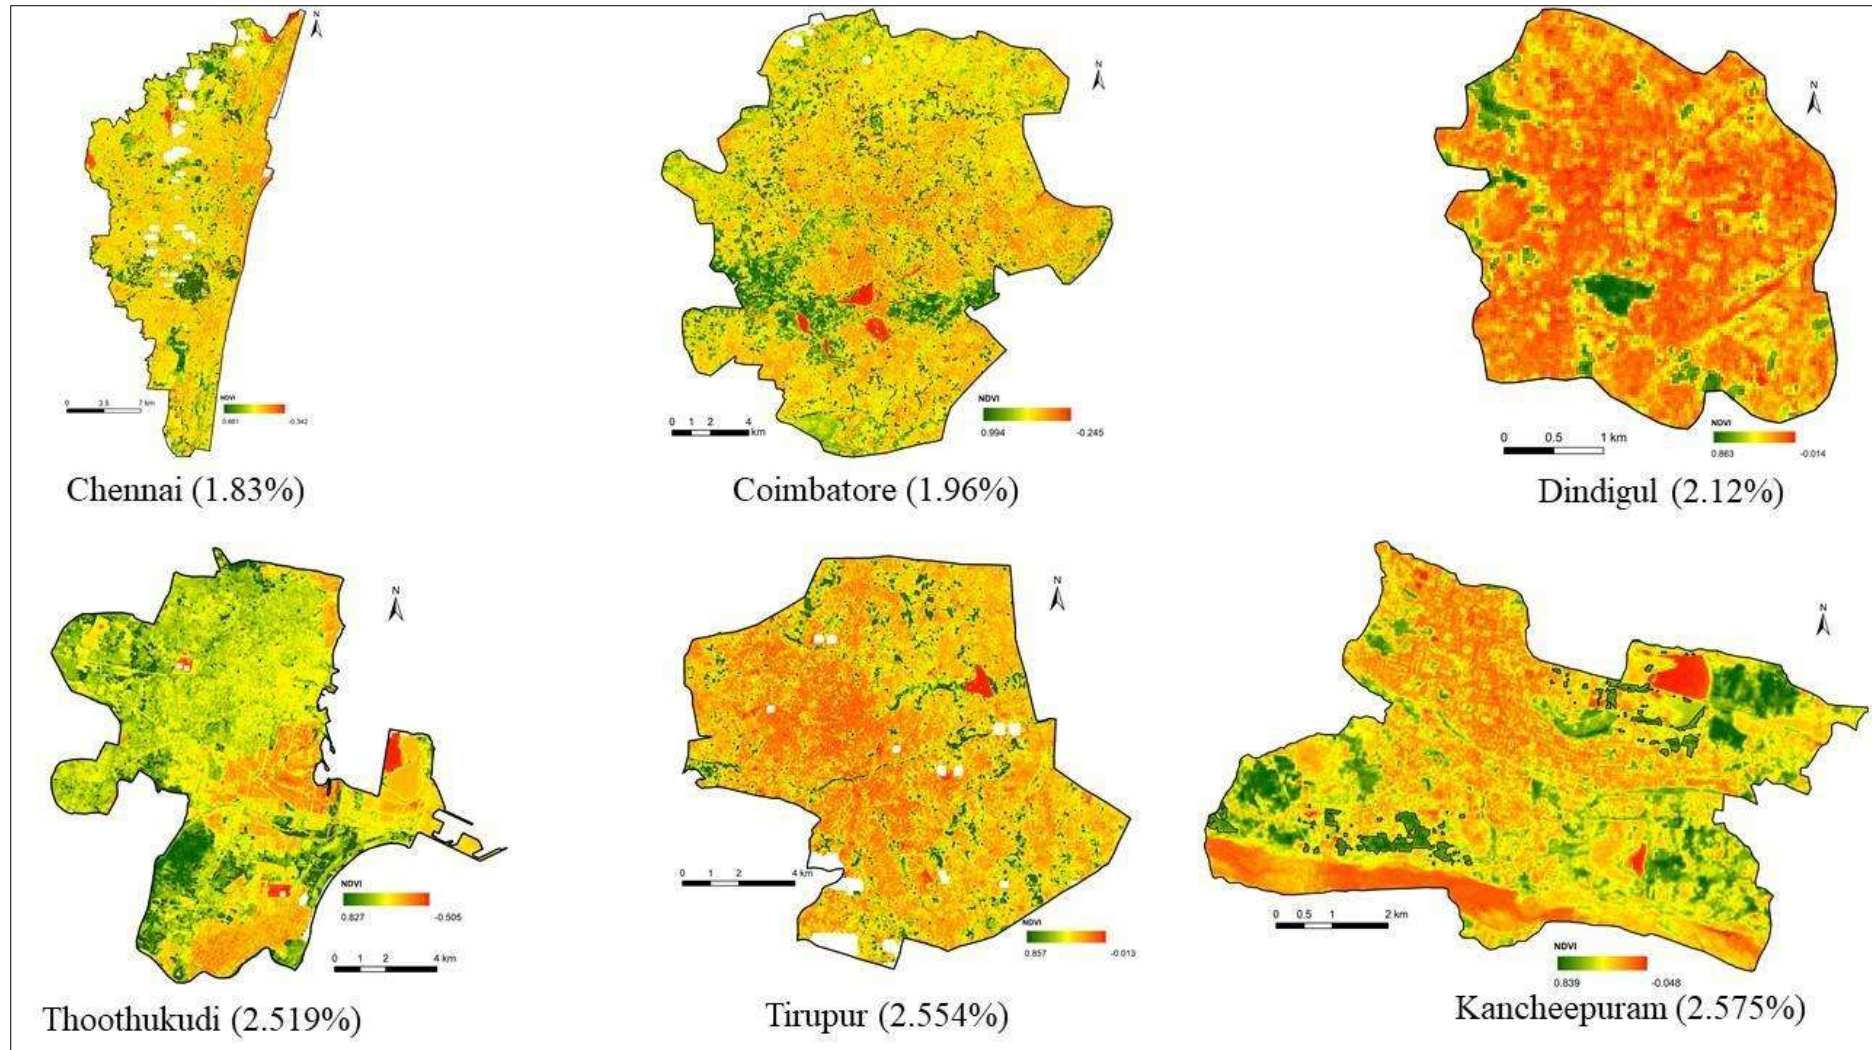 N
N
N
0 3.5 7 km
NDVI
-0.342
0 1 2 4
km
NDVI
0.994 -0.245
0 0.5 1 km
NDVI
0.863 -0.014
Chennai (1.83%)
Coimbatore (1.96%)
Dindigul (2.12%)
N
N
N
NDVI
0.827 -0.505
0 1 2 4 km
0 1 2 4 km
NDVI
0.857 -0.013
0 0.5 1 2 km
NDVI
0.839 -0.048
Thoothukudi (2.519%)
Tirupur (2.554%)
Kancheepuram (2.575%)